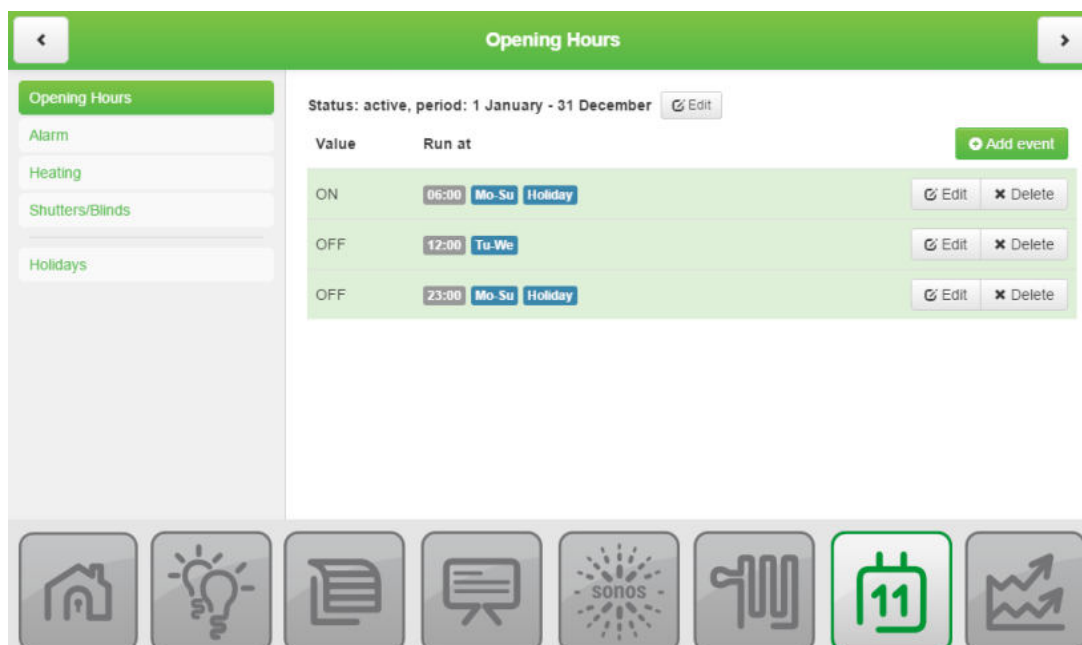 Opening Hours
Opening Hours
Alarm
Heating
Shutters/Blinds
Holidays
Status: active, period: 1 January - 31 December Edit
Value Run at Add event
ON 06:00 Mo-Su Holiday Edit Delete
OFF 12:00 Tu-We Edit Delete
OFF 23:00 Mo-Su Holiday Edit Delete
sonos 11